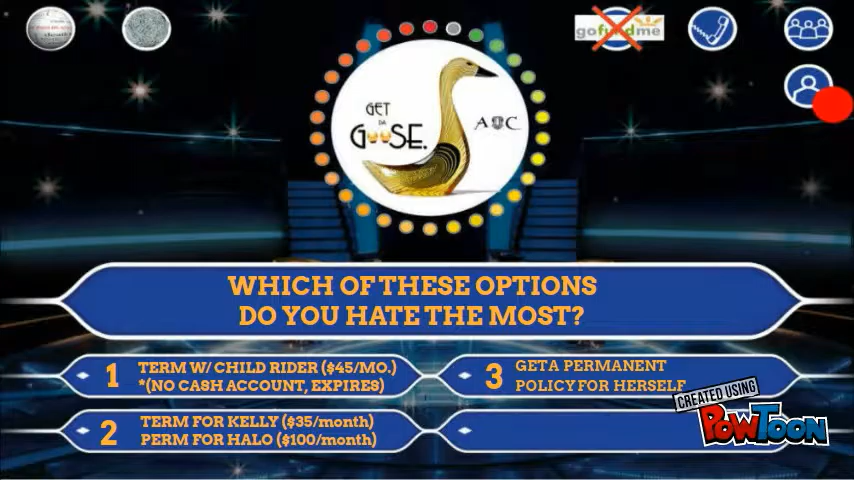 gofundme
GET
DA
GOOSE.
AOC
WHICH OF THESE OPTIONS
DO YOU HATE THE MOST?
1 TERM W/ CHILD RIDER ($45/MO.)
*(NO CASH ACCOUNT, EXPIRES)
3 GET A PERMANENT
POLICY FOR HERSELF
2 TERM FOR KELLY ($35/month)
PERM FOR HALO ($100/month)
CREATED USING
POWTOON